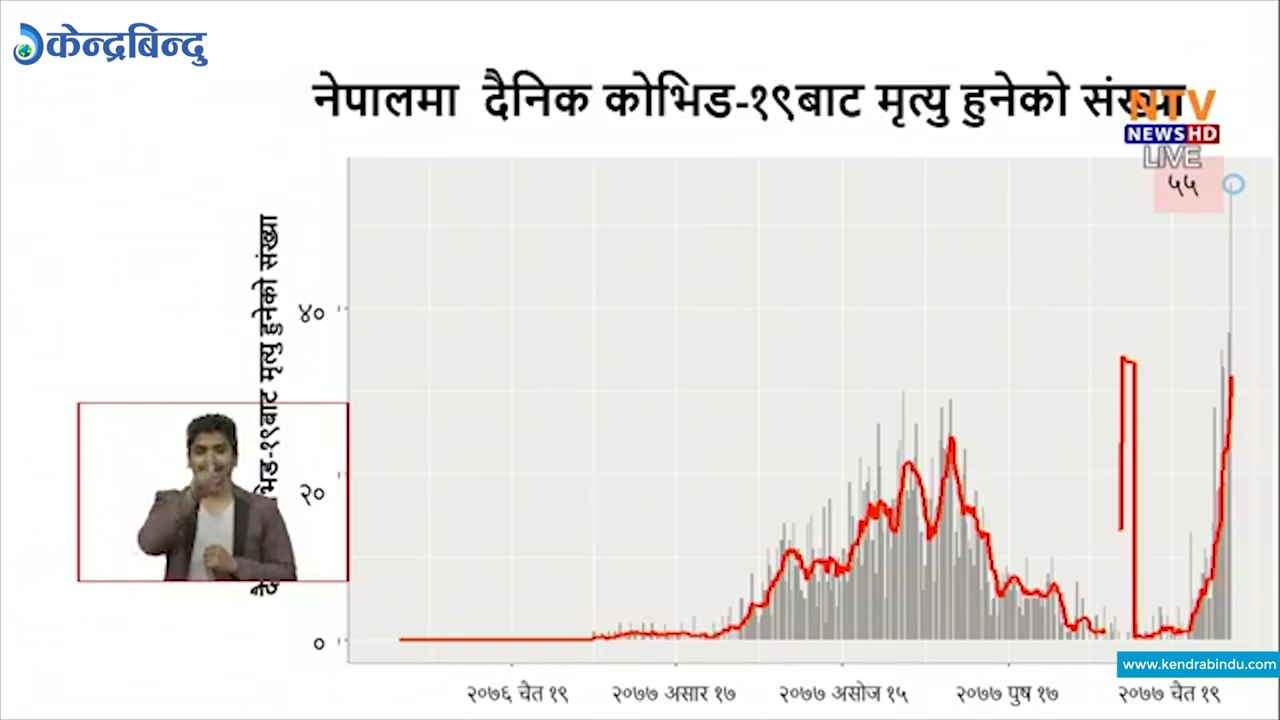 केन्द्रबिन्दु
नेपालमा दैनिक कोभिड-१९बाट मृत्यु हुनेको संख्या
NTV
NEWS HD
LIVE
५५
मृत्यु हुनेको संख्या
४०
२०
०
२०७६ चैत १९
२०७७ असार १७
२०७७ असोज १५
२०७७ पुष १७
२०७७ चैत १९
www.kendrabindu.com